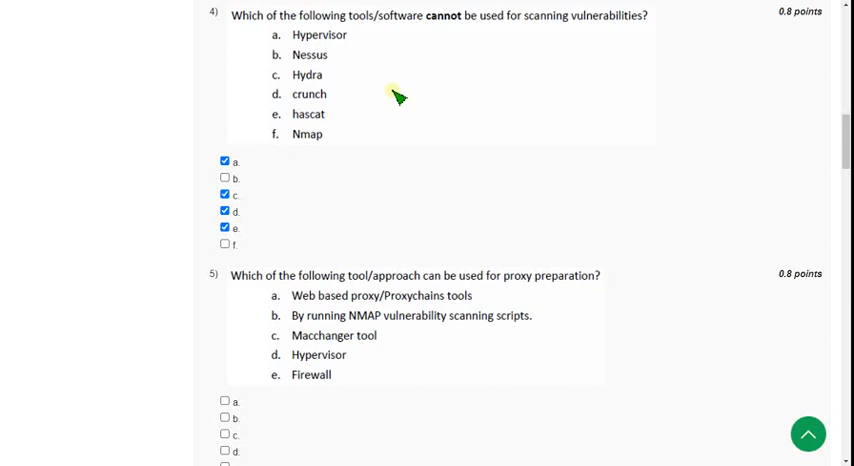 4) Which of the following tools/software cannot be used for scanning vulnerabilities? 0.8 points
a. Hypervisor
b. Nessus
c. Hydra
d. crunch
e. hascat
f. Nmap
a.
b.
c.
d.
e.
f.
5) Which of the following tool/approach can be used for proxy preparation? 0.8 points
a. Web based proxy/Proxychains tools
b. By running NMAP vulnerability scanning scripts.
c. Macchanger tool
d. Hypervisor
e. Firewall
a.
b.
c.
d.